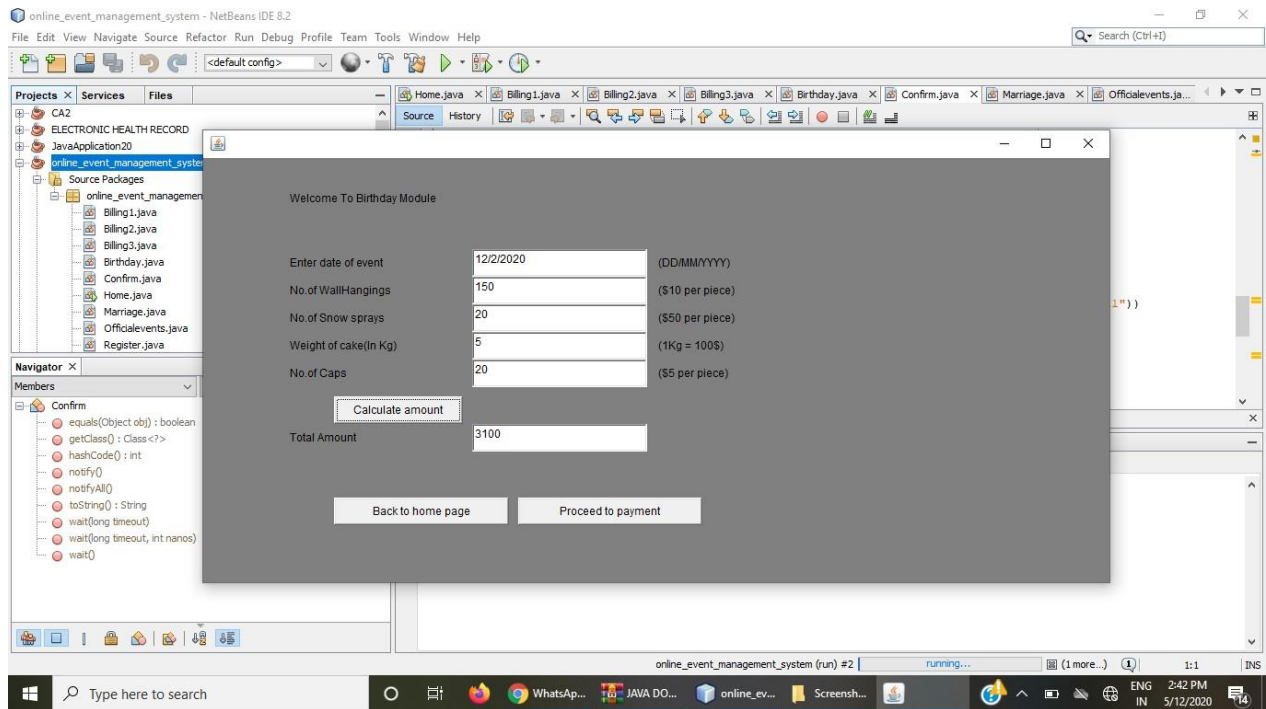 online_event_management_system - NetBeans IDE 8.2
File Edit View Navigate Source Refactor Run Debug Profile Team Tools Window Help
Search (Ctrl+I)
<default config>
Projects Services Files
Home.java Billing1.java Billing2.java Billing3.java Birthday.java Confirm.java Marriage.java Officialevents.ja...
Source History
CA2
ELECTRONIC HEALTH RECORD
JavaApplication20
online_event_management_syste
Source Packages
online_event_managemen
Billing1.java
Billing2.java
Billing3.java
Birthday.java
Confirm.java
Home.java
Marriage.java
Officialevents.java
Register.java
Welcome To Birthday Module
Enter date of event 12/2/2020 (DD/MM/YYYY)
No.of WallHangings 150 ($10 per piece)
No.of Snow sprays 20 ($50 per piece)
Weight of cake(In Kg) 5 (1Kg = 100$)
No.of Caps 20 ($5 per piece)
Calculate amount
Total Amount 3100
Back to home page Proceed to payment
"))
Navigator
Members
Confirm
equals(Object obj) : boolean
getClass() : Class<?>
hashCode() : int
notify()
notifyAll()
toString() : String
wait(long timeout)
wait(long timeout, int nanos)
wait()
online_event_management_system (run) #2 running... (1 more...) 1 1:1 INS
Type here to search
WhatsAp... JAVA DO... online_ev... Screensh...
ENG
IN
2:42 PM
5/12/2020
14